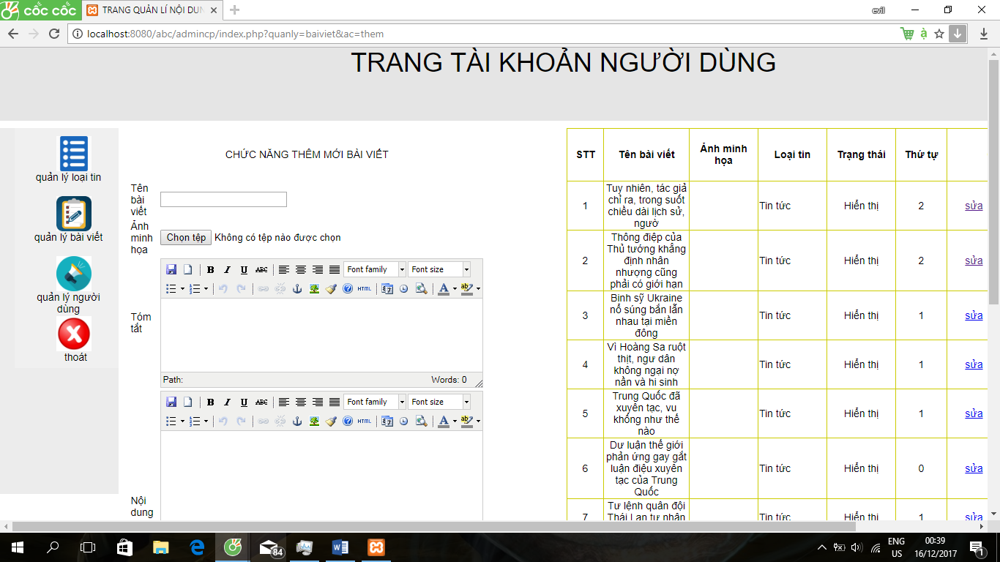 cốc cốc
TRANG QUẢN LÍ NỘI DUN
evil
localhost:8080/abc/admincp/index.php?quanly=baiviet&ac=them
TRANG TÀI KHOẢN NGƯỜI DÙNG
quản lý loại tin
quản lý bài viết
quản lý người
dùng
thoát
CHỨC NĂNG THÊM MỚI BÀI VIẾT
Tên
bài
viết
Ảnh
minh
họa
Chọn tệp Không có tệp nào được chọn
B I U ABC Font family Font size
HTML A ab
Tóm
tắt
Path: Words: 0
B I U ABC Font family Font size
HTML A ab
Nội
dung
STT Tên bài viết Ảnh minh họa Loại tin Trạng thái Thứ tự
1 Tuy nhiên, tác giả
chỉ ra, trong suốt
chiều dài lịch sử,
ngườ
Tin tức Hiển thị 2 sửa
2 Thông điệp của
Thủ tướng khẳng
định nhân
nhượng cũng
phải có giới hạn
Tin tức Hiển thị 2 sửa
3 Binh sỹ Ukraine
nổ súng bắn lẫn
nhau tại miền
đông
Tin tức Hiển thị 1 sửa
4 Vì Hoàng Sa ruột
thịt, ngư dân
không ngại nợ
nần và hi sinh
Tin tức Hiển thị 1 sửa
5 Trung Quốc đã
xuyên tạc, vu
khống như thế
nào
Tin tức Hiển thị 1 sửa
6 Dư luận thế giới
phản ứng gay gắt
luận điệu xuyên
tạc của Trung
Quốc
Tin tức Hiển thị 0 sửa
7 Tư lệnh quân đội
Thái Lan tự nhận
Tin tức Hiển thị 1 sửa
84
ENG
US
00:39
16/12/2017
1